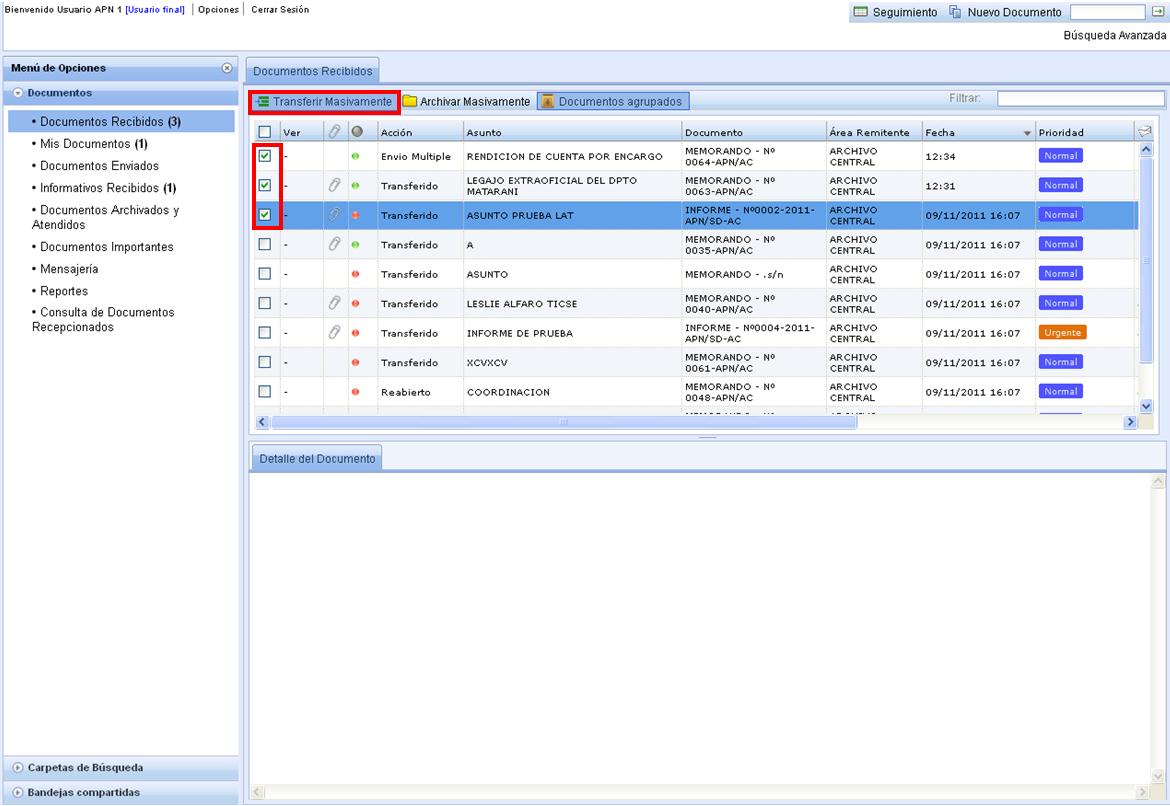 Bienvenido Usuario APN 1 [Usuario final] | Opciones | Cerrar Sesión
Seguimiento Nuevo Documento
Búsqueda Avanzada
Menú de Opciones
Documentos
• Documentos Recibidos (3)
• Mis Documentos (1)
• Documentos Enviados
• Informativos Recibidos (1)
• Documentos Archivados y
Atendidos
• Documentos Importantes
• Mensajería
• Reportes
• Consulta de Documentos
Recepcionados
Carpetas de Búsqueda
Bandejas compartidas
Documentos Recibidos
Transferir Masivamente Archivar Masivamente Documentos agrupados Filtrar:
Ver Acción Asunto Documento Área Remitente Fecha Prioridad
- Envio Multiple RENDICION DE CUENTA POR ENCARGO MEMORANDO - Nº ARCHIVO 12:34 Normal
0064-APN/AC CENTRAL
- Transferido LEGAJO EXTRAOFICIAL DEL DPTO MEMORANDO - Nº ARCHIVO 12:31 Normal
MATARANI 0063-APN/AC CENTRAL
- Transferido ASUNTO PRUEBA LAT INFORME - Nº0002-2011- ARCHIVO 09/11/2011 16:07 Normal
APN/SD-AC CENTRAL
- Transferido A MEMORANDO - Nº ARCHIVO 09/11/2011 16:07 Normal
0035-APN/AC CENTRAL
- Transferido ASUNTO MEMORANDO - .s/n ARCHIVO 09/11/2011 16:07 Normal
CENTRAL
- Transferido LESLIE ALFARO TICSE MEMORANDO - Nº ARCHIVO 09/11/2011 16:07 Normal
0040-APN/AC CENTRAL
- Transferido INFORME DE PRUEBA INFORME - Nº0004-2011- ARCHIVO 09/11/2011 16:07 Urgente
APN/SD-AC CENTRAL
- Transferido XCVXCV MEMORANDO - Nº ARCHIVO 09/11/2011 16:07 Normal
0061-APN/AC CENTRAL
- Reabierto COORDINACION MEMORANDO - Nº ARCHIVO 09/11/2011 16:07 Normal
0048-APN/AC CENTRAL
Detalle del Documento